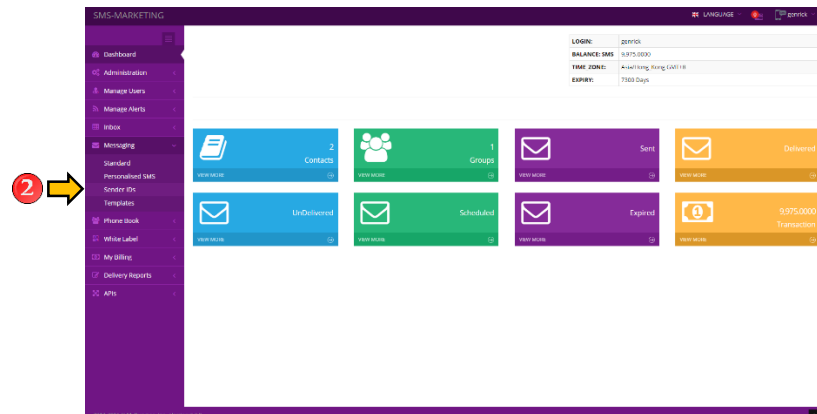 SMS-MARKETING
LANGUAGE
genrick
Dashboard
Administration
Manage Users
Manage Alerts
Inbox
Messaging
Standard
Personalised SMS
Sender IDs
Templates
Phone Book
White Label
My Billing
Delivery Reports
APIs
2
LOGIN: genrick
BALANCE: SMS 9,975.0000
TIME ZONE: Asia/Hong Kong
EXPIRY: 7300 Days
2
Contacts
VIEW MORE
1
Groups
VIEW MORE
Sent
VIEW MORE
Delivered
VIEW MORE
UnDelivered
VIEW MORE
Scheduled
VIEW MORE
Expired
VIEW MORE
9,975.0000
Transaction
VIEW MORE